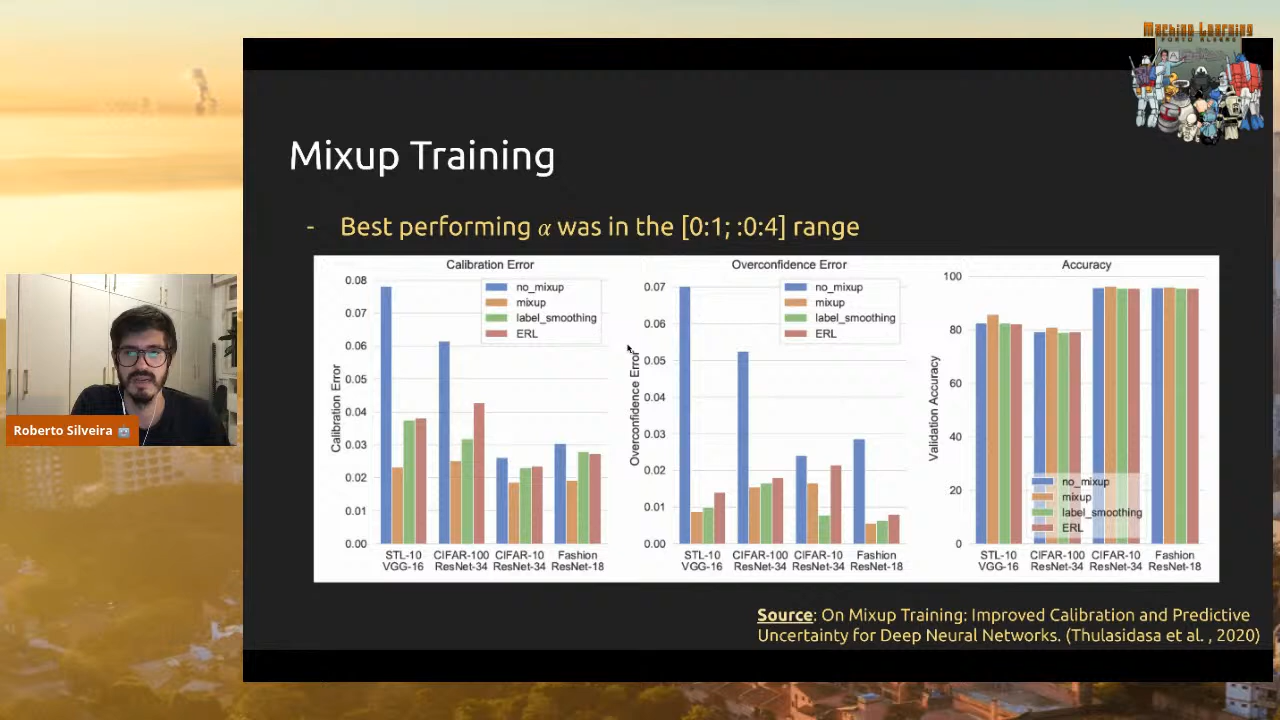 Machine Learning
PORTO ALEGRE
Mixup Training
- Best performing α was in the [0:1; :0:4] range
Calibration Error
no_mixup
mixup
label_smoothing
ERL
Calibration Error
0.08
0.07
0.06
0.05
0.04
0.03
0.02
0.01
0.00
STL-10 CIFAR-100 CIFAR-10 Fashion
VGG-16 ResNet-34 ResNet-34 ResNet-18
Overconfidence Error
no_mixup
mixup
label_smoothing
ERL
Overconfidence Error
0.07
0.06
0.05
0.04
0.03
0.02
0.01
0.00
STL-10 CIFAR-100 CIFAR-10 Fashion
VGG-16 ResNet-34 ResNet-34 ResNet-18
Accuracy
Validation Accuracy
100
80
60
40
20
0
no_mixup
mixup
label_smoothing
ERL
STL-10 CIFAR-100 CIFAR-10 Fashion
VGG-16 ResNet-34 ResNet-34 ResNet-18
Roberto Silveira
Source: On Mixup Training: Improved Calibration and Predictive
Uncertainty for Deep Neural Networks. (Thulasidasa et al. , 2020)